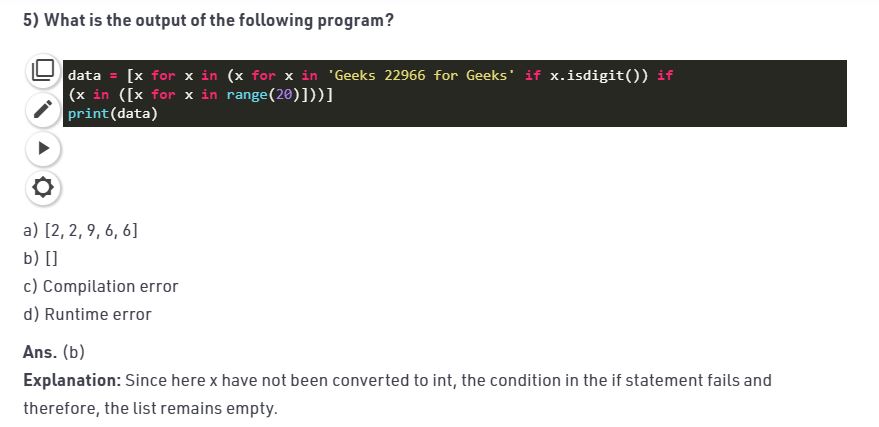 5) What is the output of the following program?
data = [x for x in (x for x in 'Geeks 22966 for Geeks' if x.isdigit()) if
(x in ([x for x in range(20)]))]
print(data)
a) [2, 2, 9, 6, 6]
b) []
c) Compilation error
d) Runtime error
Ans. (b)
Explanation: Since here x have not been converted to int, the condition in the if statement fails and
therefore, the list remains empty.